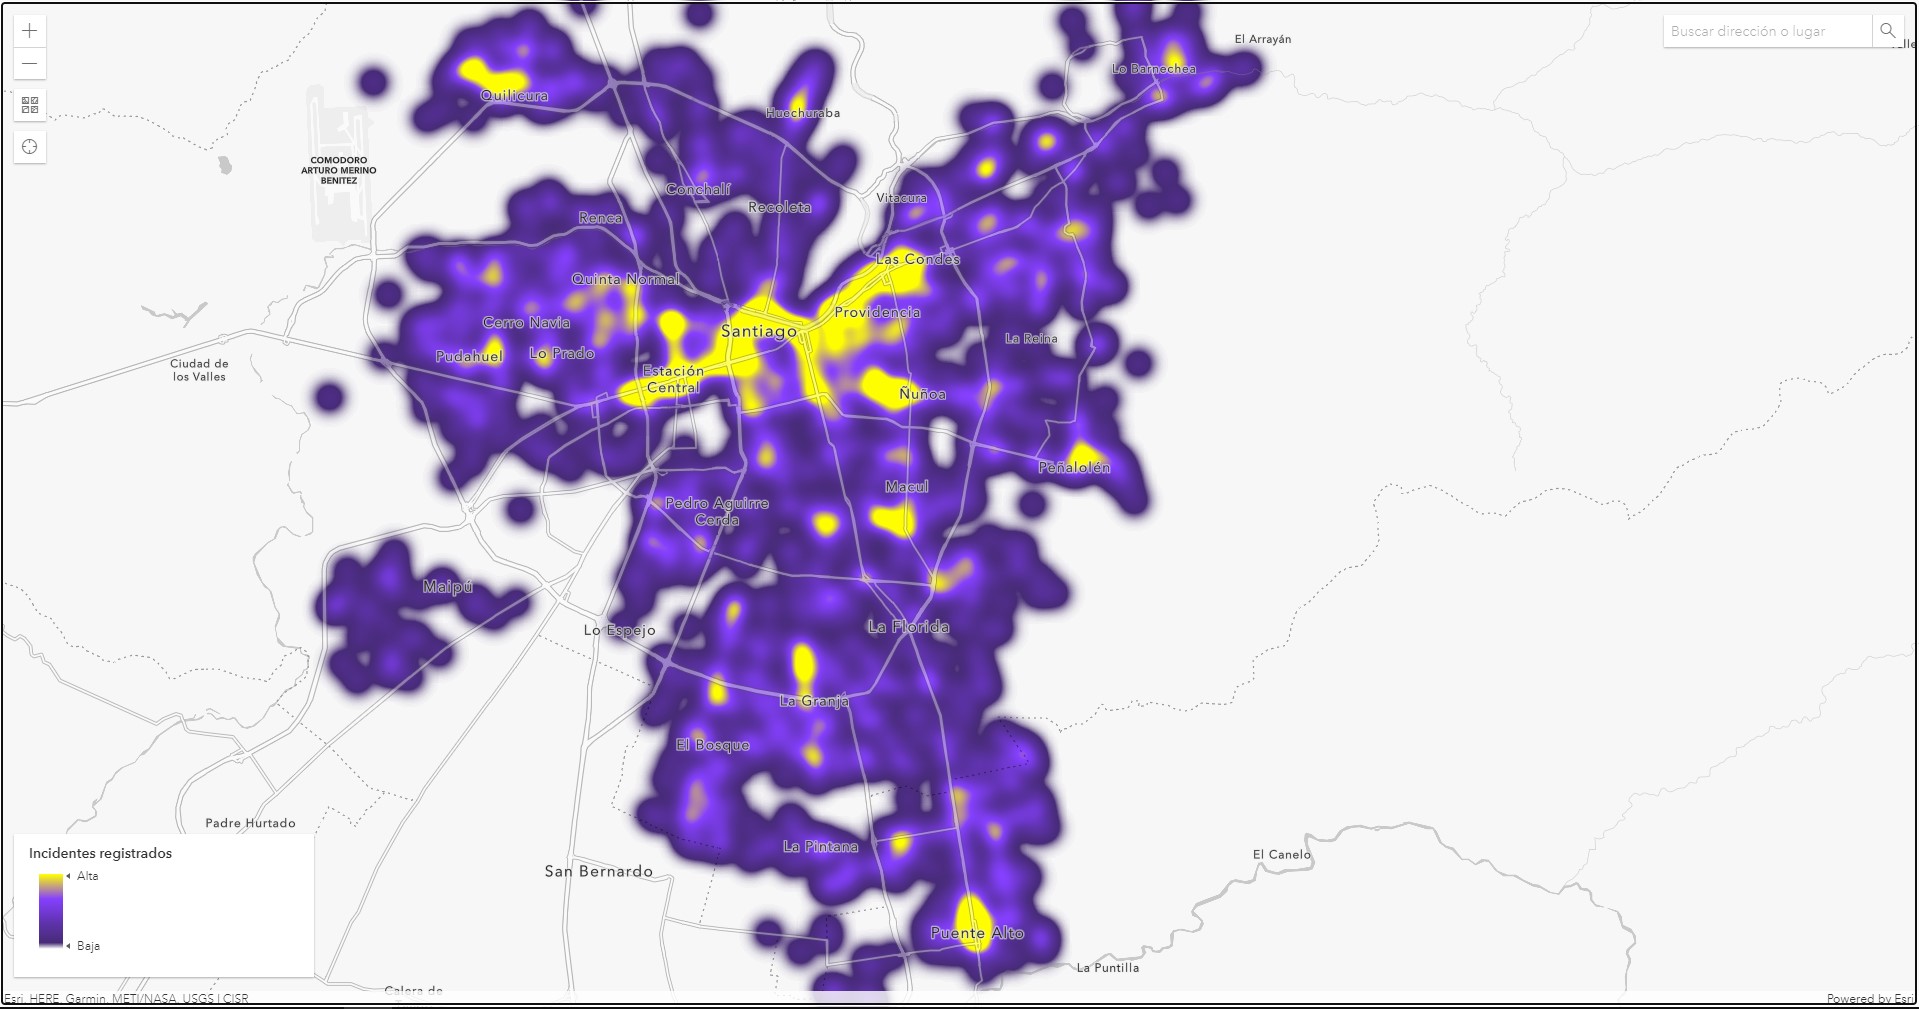 Buscar dirección o lugar
El Arrayán
Lo Barnechea
Quilicura
Huechuraba
COMODORO
ARTURO MERINO
BENITEZ
Conchalí
Recoleta
Vitacura
Renca
Las Condes
Quinta Normal
Providencia
Cerro Navia
Santiago
La Reina
Pudahuel
Lo Prado
Ciudad de
los Valles
Estación
Central
Ñuñoa
Peñalolén
Macul
Pedro Aguirre
Cerda
Maipú
Lo Espejo
La Florida
La Granja
El Bosque
Padre Hurtado
La Pintana
El Canelo
San Bernardo
Incidentes registrados
Alta
Baja
Puente Alto
La Puntilla
Calera de
Esri, HERE, Garmin, METI/NASA, USGS | CISR
Powered by Esri